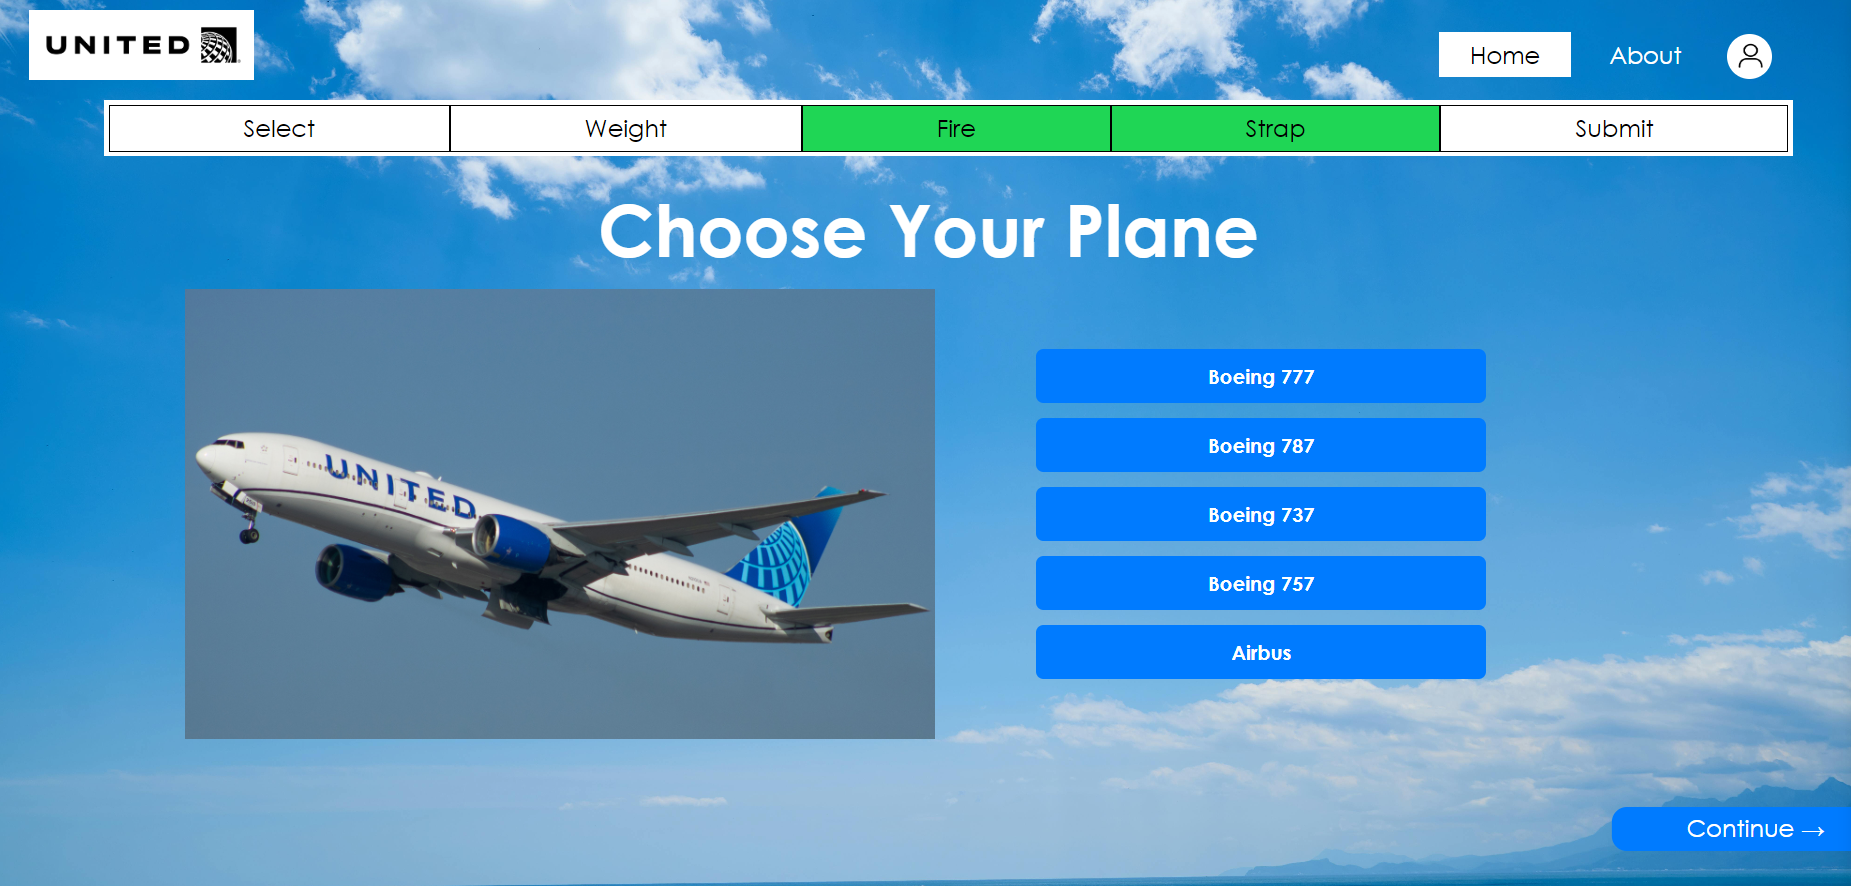 UNITED
Home
About
Select
Weight
Fire
Strap
Submit
Choose Your Plane
UNITED
Boeing 777
Boeing 787
Boeing 737
Boeing 757
Airbus
Continue →